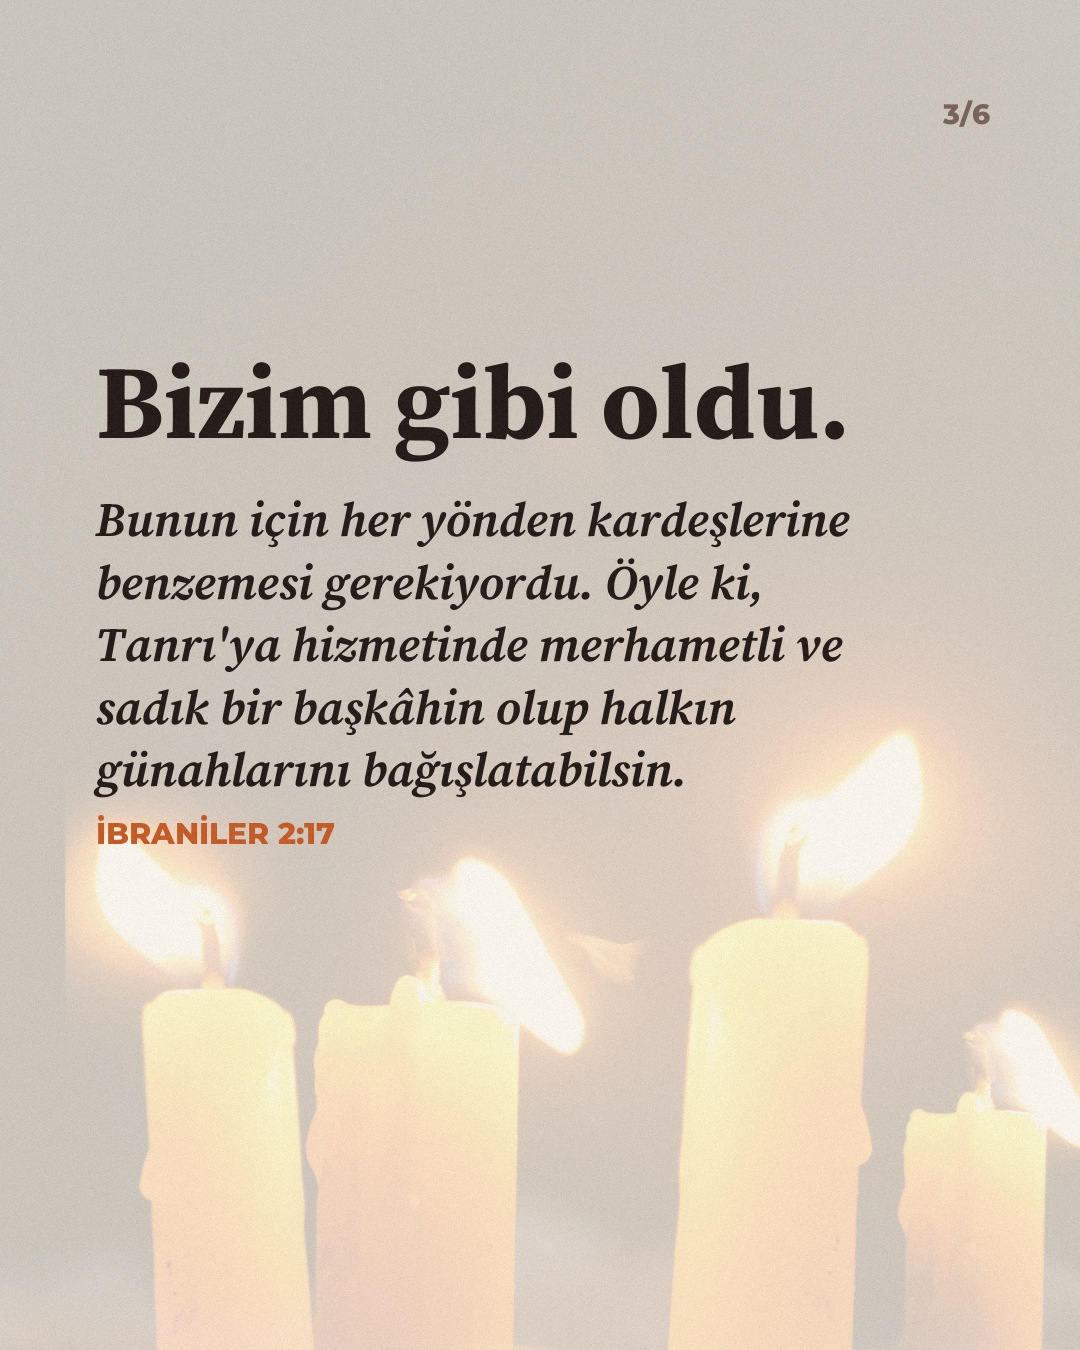 3/6
Bizim gibi oldu.
Bunun için her yönden kardeşlerine
benzemesi gerekiyordu. Öyle ki,
Tanrı'ya hizmetinde merhametli ve
sadık bir başkâhin olup halkın
günahlarını bağışlatabilsin.
İBRANİLER 2:17